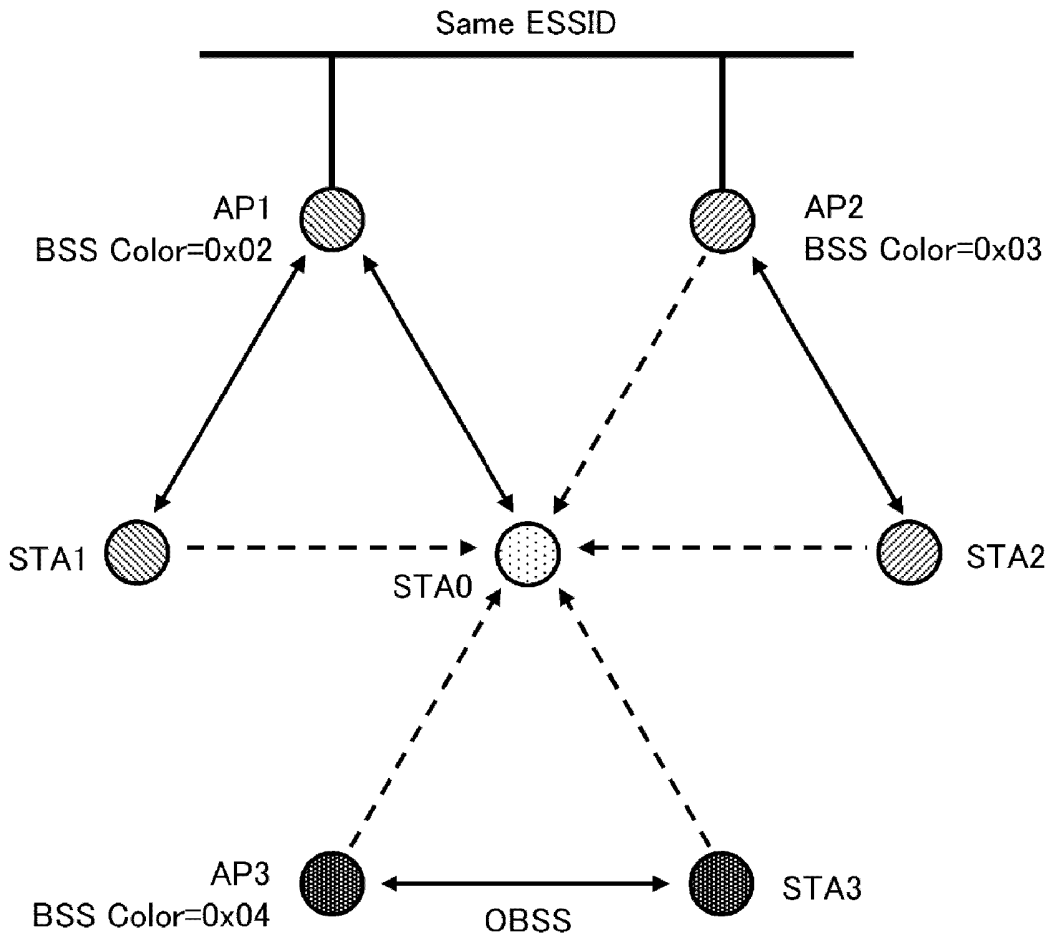 Same ESSID
AP1
BSS Color=0x02
AP2
BSS Color=0x03
STA1
STA0
STA2
AP3
BSS Color=0x04
OBSS
STA3